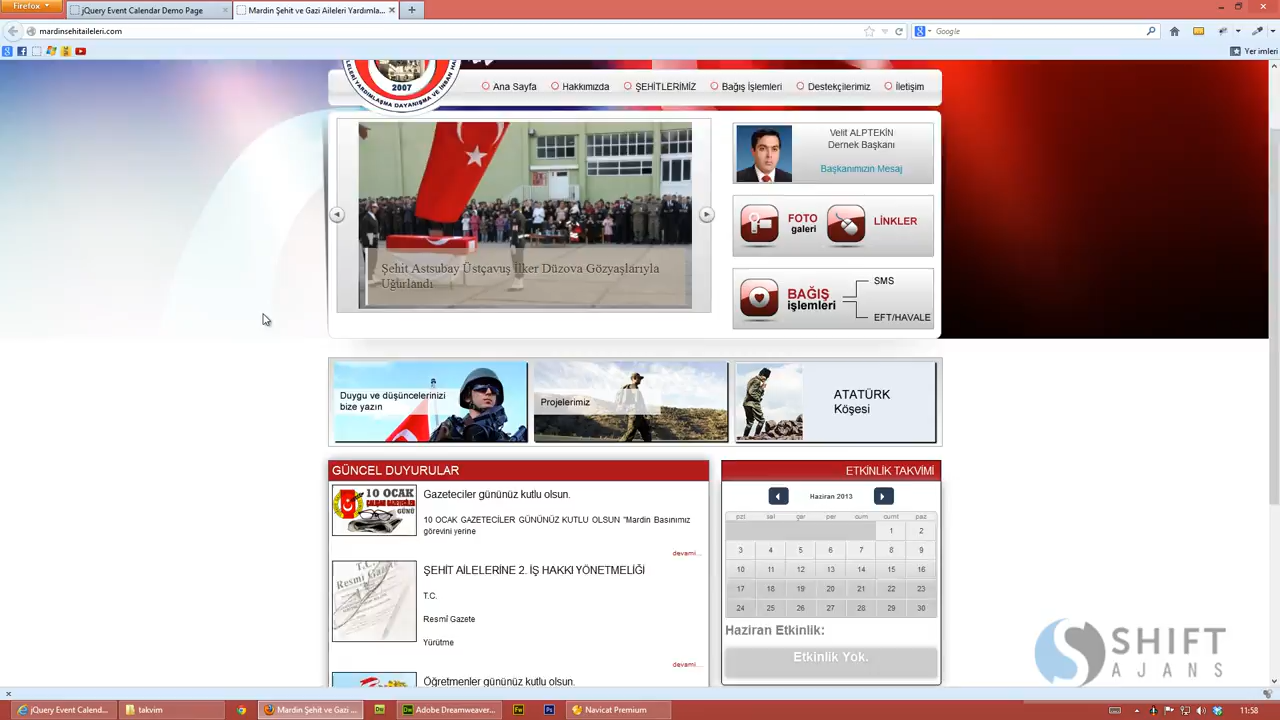 Firefox
jQuery Event Calendar Demo Page
Mardin Şehit ve Gazi Aileleri Yardımla...
mardinsehitaileleri.com
Google
Yer imleri
2007
Ana Sayfa
Hakkımızda
ŞEHİTLERİMİZ
Bağış İşlemleri
Destekçilerimiz
İletişim
Şehit Astsubay Üstçavuş İlker Düzova Gözyaşlarıyla
Uğurlandı
Velit ALPTEKİN
Dernek Başkanı
Başkanımızın Mesaj
FOTO
galeri
LİNKLER
BAĞIŞ
işlemleri
SMS
EFT/HAVALE
Duygu ve düşüncelerinizi
bize yazın
Projelerimiz
ATATÜRK
Köşesi
GÜNCEL DUYURULAR
10 OCAK
ÇALIŞAN GAZETECİLER
GÜNÜ
Gazeteciler gününüz kutlu olsun.
10 OCAK GAZETECİLER GÜNÜNÜZ KUTLU OLSUN "Mardin Basınımız
görevini yerine
devamı...
T.C.
Resmî Gazete
ŞEHİT AİLELERİNE 2. İŞ HAKKI YÖNETMELİĞİ
T.C.
Resmî Gazete
Yürütme
devamı...
Öğretmenler gününüz kutlu olsun.
ETKİNLİK TAKVİMİ
Haziran 2013
pzt sal çar per cum cumt paz
1 2
3 4 5 6 7 8 9
10 11 12 13 14 15 16
17 18 19 20 21 22 23
24 25 26 27 28 29 30
Haziran Etkinlik:
Etkinlik Yok.
SHIFT
AJANS
jQuery Event Calend...
takvim
Mardin Şehit ve Gazi ...
Adobe Dreamweaver...
Navicat Premium
11:58